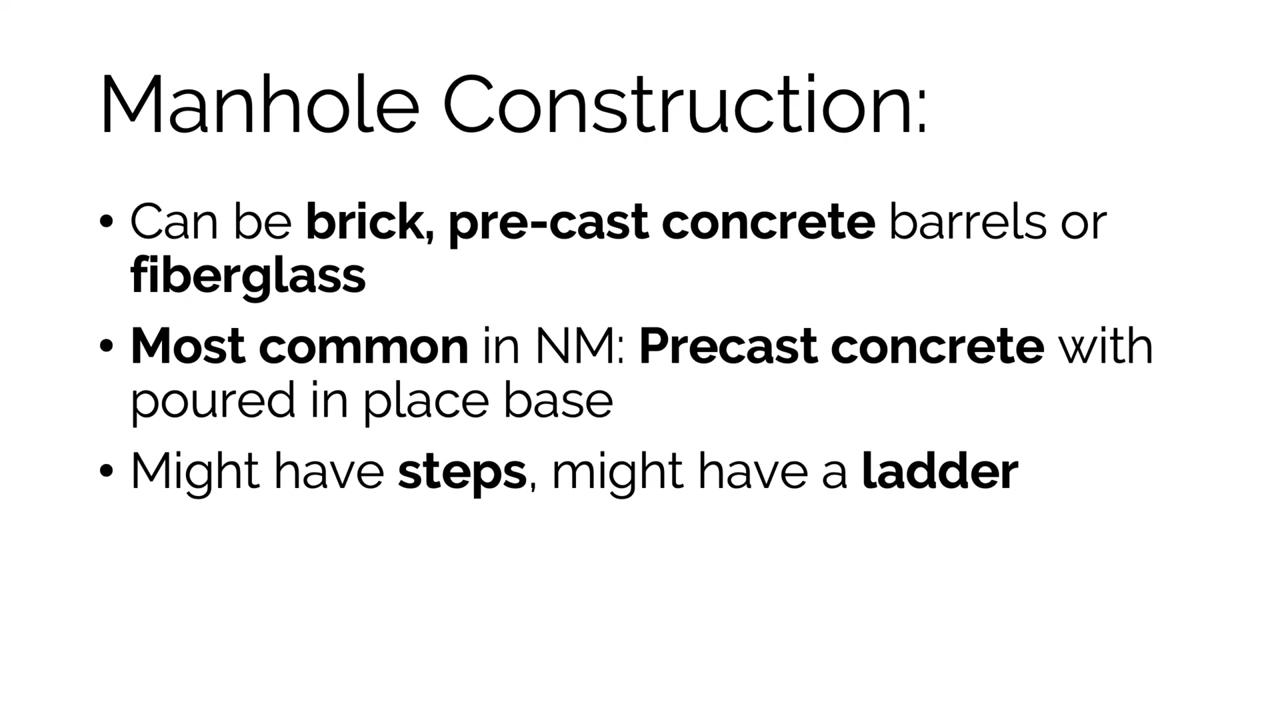 Manhole Construction:
• Can be brick, pre-cast concrete barrels or
fiberglass
• Most common in NM: Precast concrete with
poured in place base
• Might have steps, might have a ladder